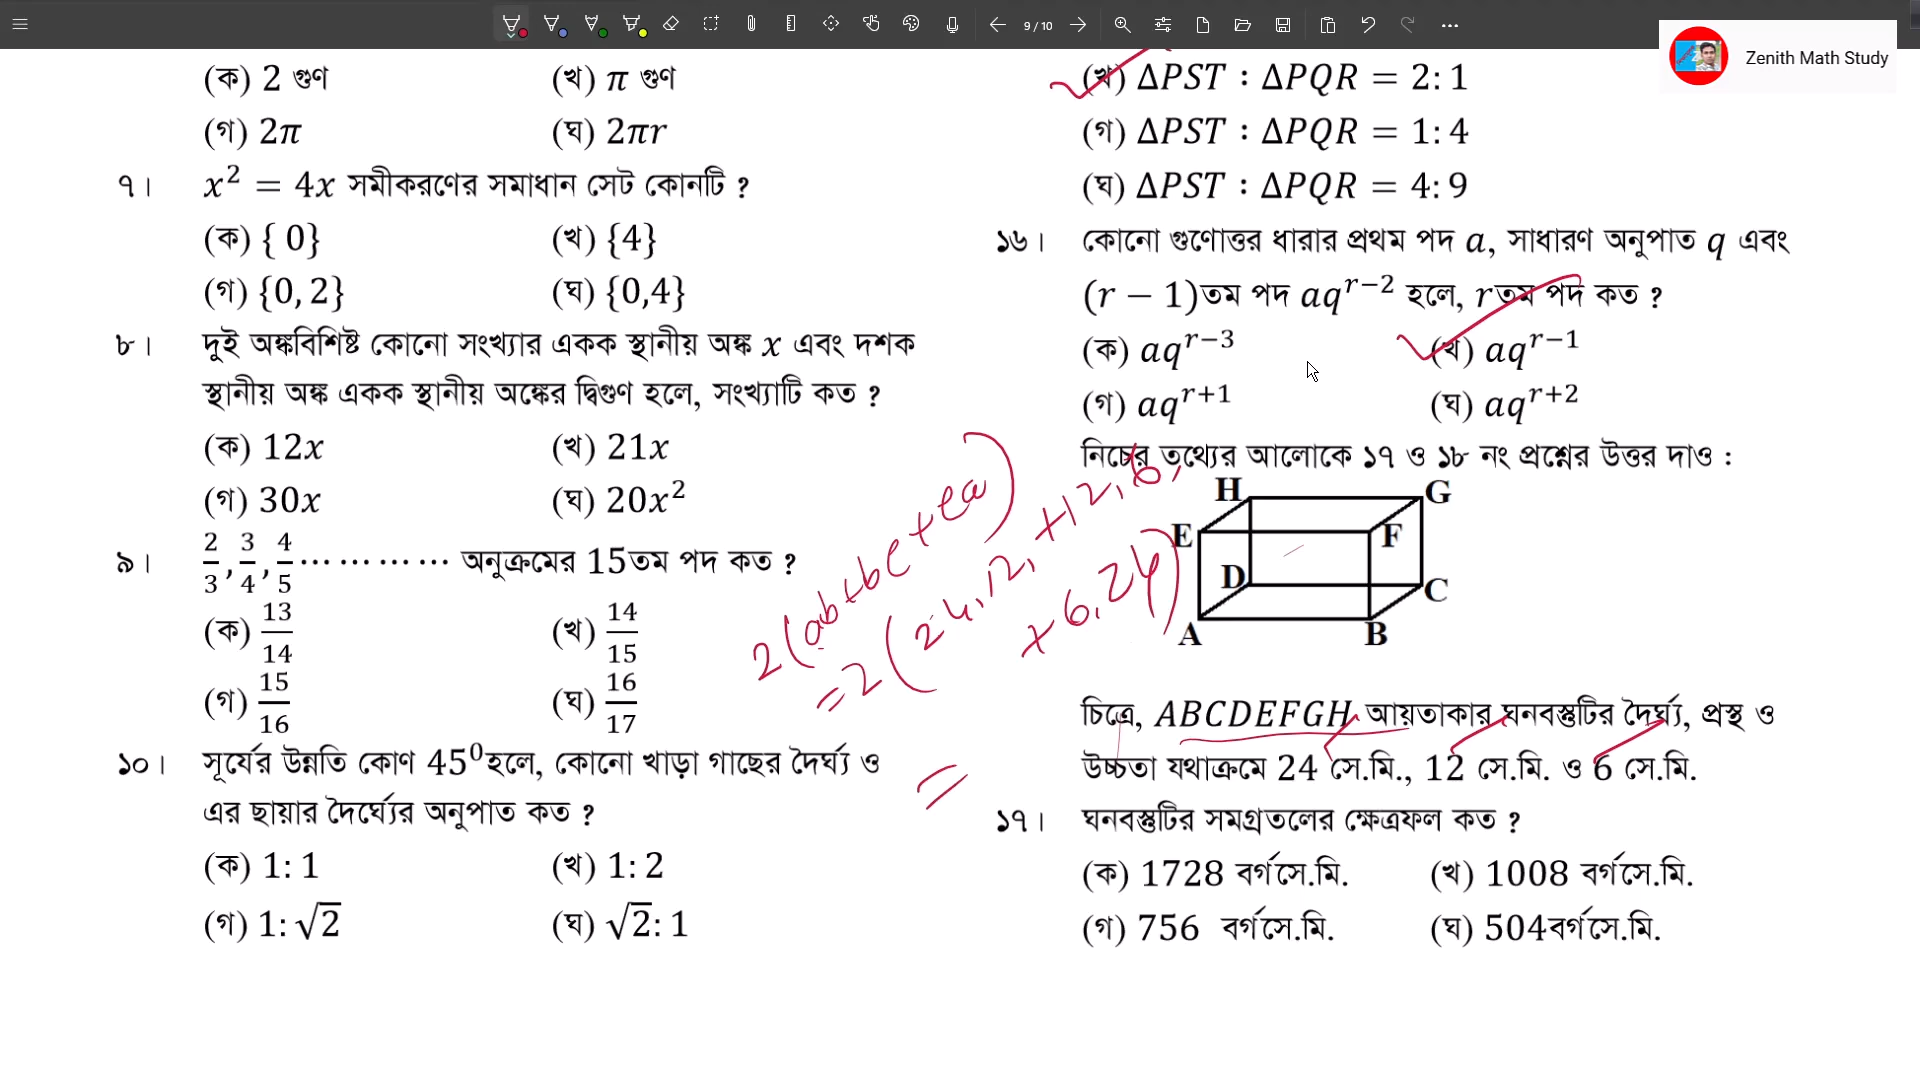 9 / 10
Zenith Math Study
(ক) 2 গুণ (খ) π গুণ
(গ) 2π (ঘ) 2πr
৭। x² = 4x সমীকরণের সমাধান সেট কোনটি ?
(ক) { 0} (খ) {4}
(গ) {0, 2} (ঘ) {0,4}
৮। দুই অঙ্কবিশিষ্ট কোনো সংখ্যার একক স্থানীয় অঙ্ক x এবং দশক
স্থানীয় অঙ্ক একক স্থানীয় অঙ্কের দ্বিগুণ হলে, সংখ্যাটি কত ?
(ক) 12x (খ) 21x
(গ) 30x (ঘ) 20x²
৯। 2/3, 3/4, 4/5 ………… অনুক্রমের 15তম পদ কত ?
(ক) 13/14 (খ) 14/15
(গ) 15/16 (ঘ) 16/17
১০। সূর্যের উন্নতি কোণ 45⁰হলে, কোনো খাড়া গাছের দৈর্ঘ্য ও
এর ছায়ার দৈর্ঘ্যের অনুপাত কত ?
(ক) 1: 1 (খ) 1: 2
(গ) 1: √2 (ঘ) √2: 1
(খ) ΔPST : ΔPQR = 2: 1
(গ) ΔPST : ΔPQR = 1: 4
(ঘ) ΔPST : ΔPQR = 4: 9
১৬। কোনো গুণোত্তর ধারার প্রথম পদ a, সাধারণ অনুপাত q এবং
(r − 1)তম পদ aq^(r−2) হলে, rতম পদ কত ?
(ক) aq^(r−3) (খ) aq^(r−1)
(গ) aq^(r+1) (ঘ) aq^(r+2)
নিচের তথ্যের আলোকে ১৭ ও ১৮ নং প্রশ্নের উত্তর দাও :
H G
E F
D C
A B
2(ab+bc+ca)
=2(24.12.+12.6.
+6.24)
=
চিত্রে, ABCDEFGH আয়তাকার ঘনবস্তুটির দৈর্ঘ্য, প্রস্থ ও
উচ্চতা যথাক্রমে 24 সে.মি., 12 সে.মি. ও 6 সে.মি.
১৭। ঘনবস্তুটির সমগ্রতলের ক্ষেত্রফল কত ?
(ক) 1728 বর্গসে.মি. (খ) 1008 বর্গসে.মি.
(গ) 756 বর্গসে.মি. (ঘ) 504বর্গসে.মি.